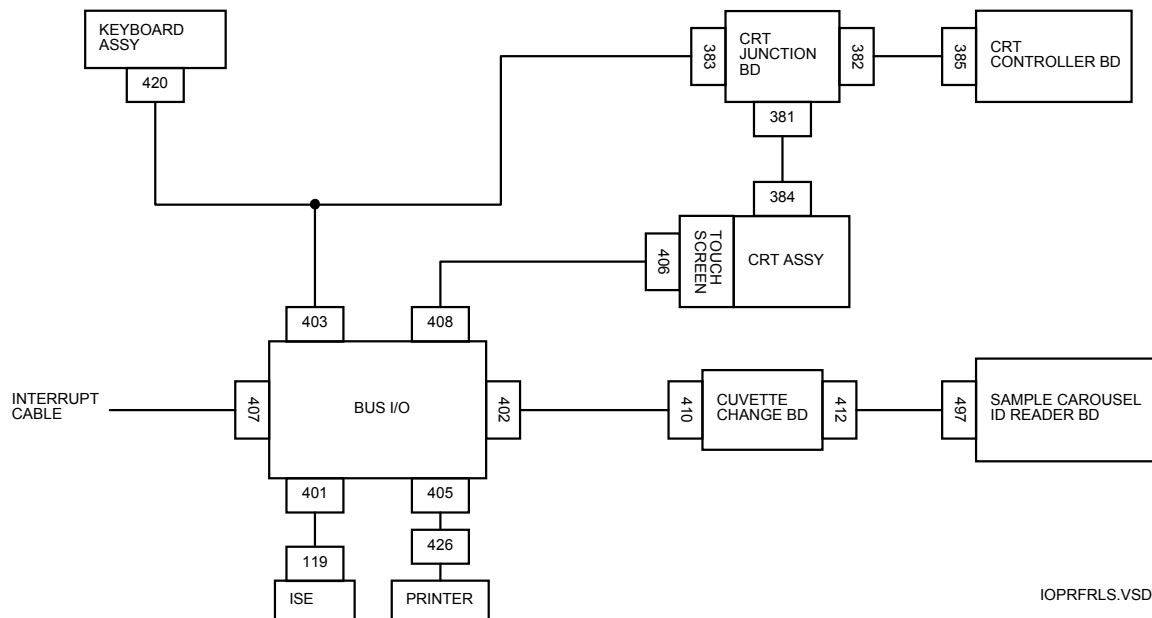 KEYBOARD
ASSY
420
383
CRT
JUNCTION
BD
382
385
CRT
CONTROLLER BD
381
384
406
TOUCH
SCREEN
CRT ASSY
403
408
INTERRUPT
CABLE
407
BUS I/O
402
410
CUVETTE
CHANGE BD
412
497
SAMPLE CAROUSEL
ID READER BD
401
405
426
119
ISE
PRINTER
IOPRFRLS.VSD